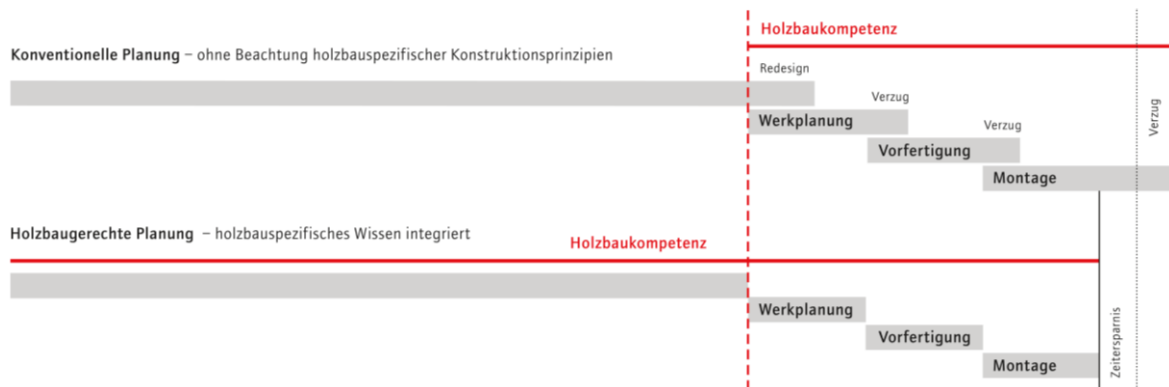 Holzbaukompetenz
Konventionelle Planung – ohne Beachtung holzbauspezifischer Konstruktionsprinzipien
Redesign
Verzug
Werkplanung
Verzug
Vorfertigung
Verzug
Montage
Holzbaugerechte Planung – holzbauspezifisches Wissen integriert
Holzbaukompetenz
Werkplanung
Vorfertigung
Montage
Zeitersparnis